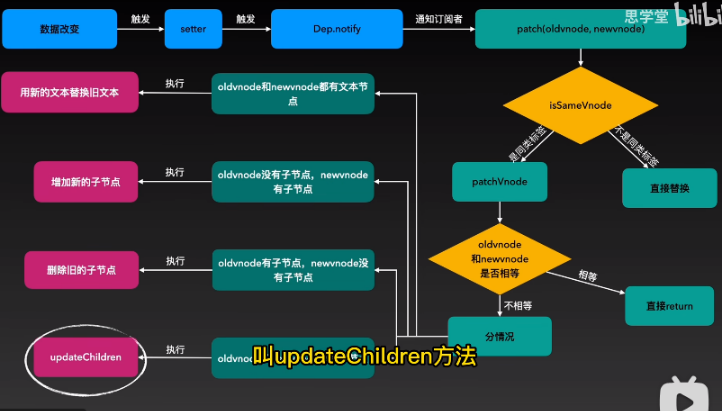 思学堂 bilibili
数据改变
触发
setter
触发
Dep.notify
通知订阅者
patch(oldvnode, newvnode)
用新的文本替换旧文本
执行
oldvnode和newvnode都有文本节
点
isSameVnode
是同类标签
不是同类标签
增加新的子节点
执行
oldvnode没有子节点，newvnode
有子节点
patchVnode
直接替换
删除旧的子节点
执行
oldvnode有子节点，newvnode没
有子节点
oldvnode
和newvnode
是否相等
相等
直接return
不相等
分情况
updateChildren
执行
oldvn
叫updateChildren方法